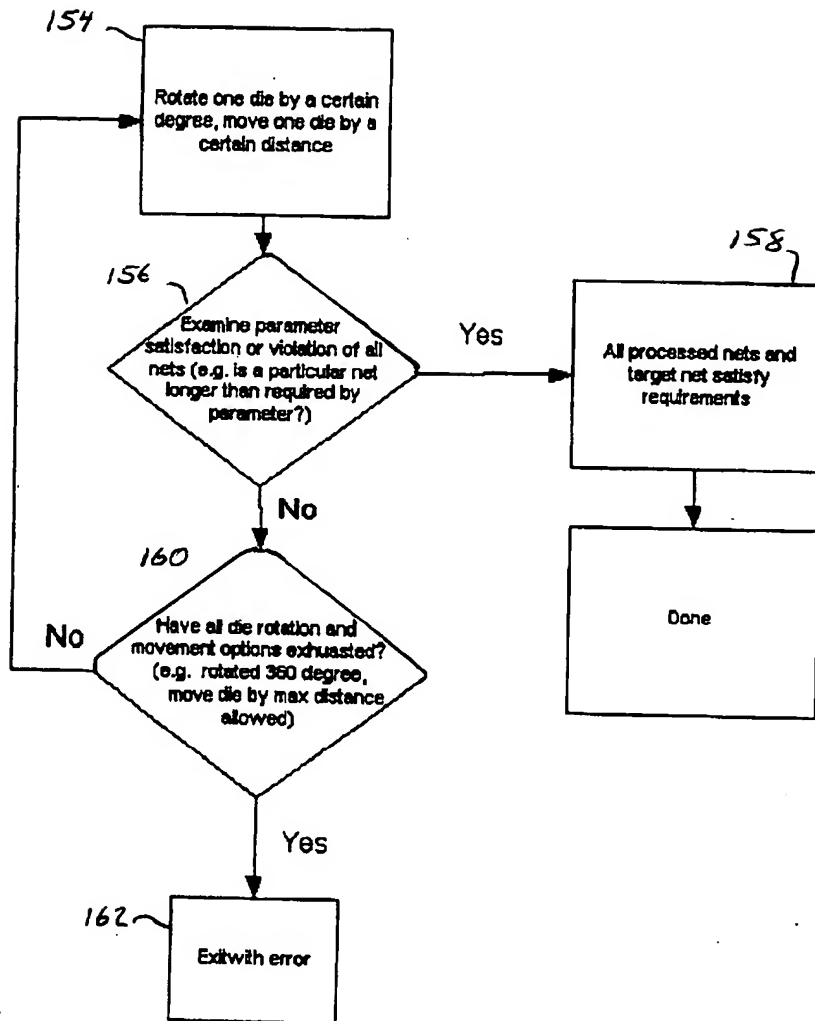 154
Rotate one die by a certain
degree, move one die by a
certain distance
156
Examine parameter
satisfaction or violation of all
nets (e.g. is a particular net
longer than required by
parameter?)
Yes
158
All processed nets and
target net satisfy
requirements
No
Done
160
Have all die rotation and
movement options exhuasted?
(e.g. rotated 360 degree,
move die by max distance
allowed)
No
Yes
162
Exit with error